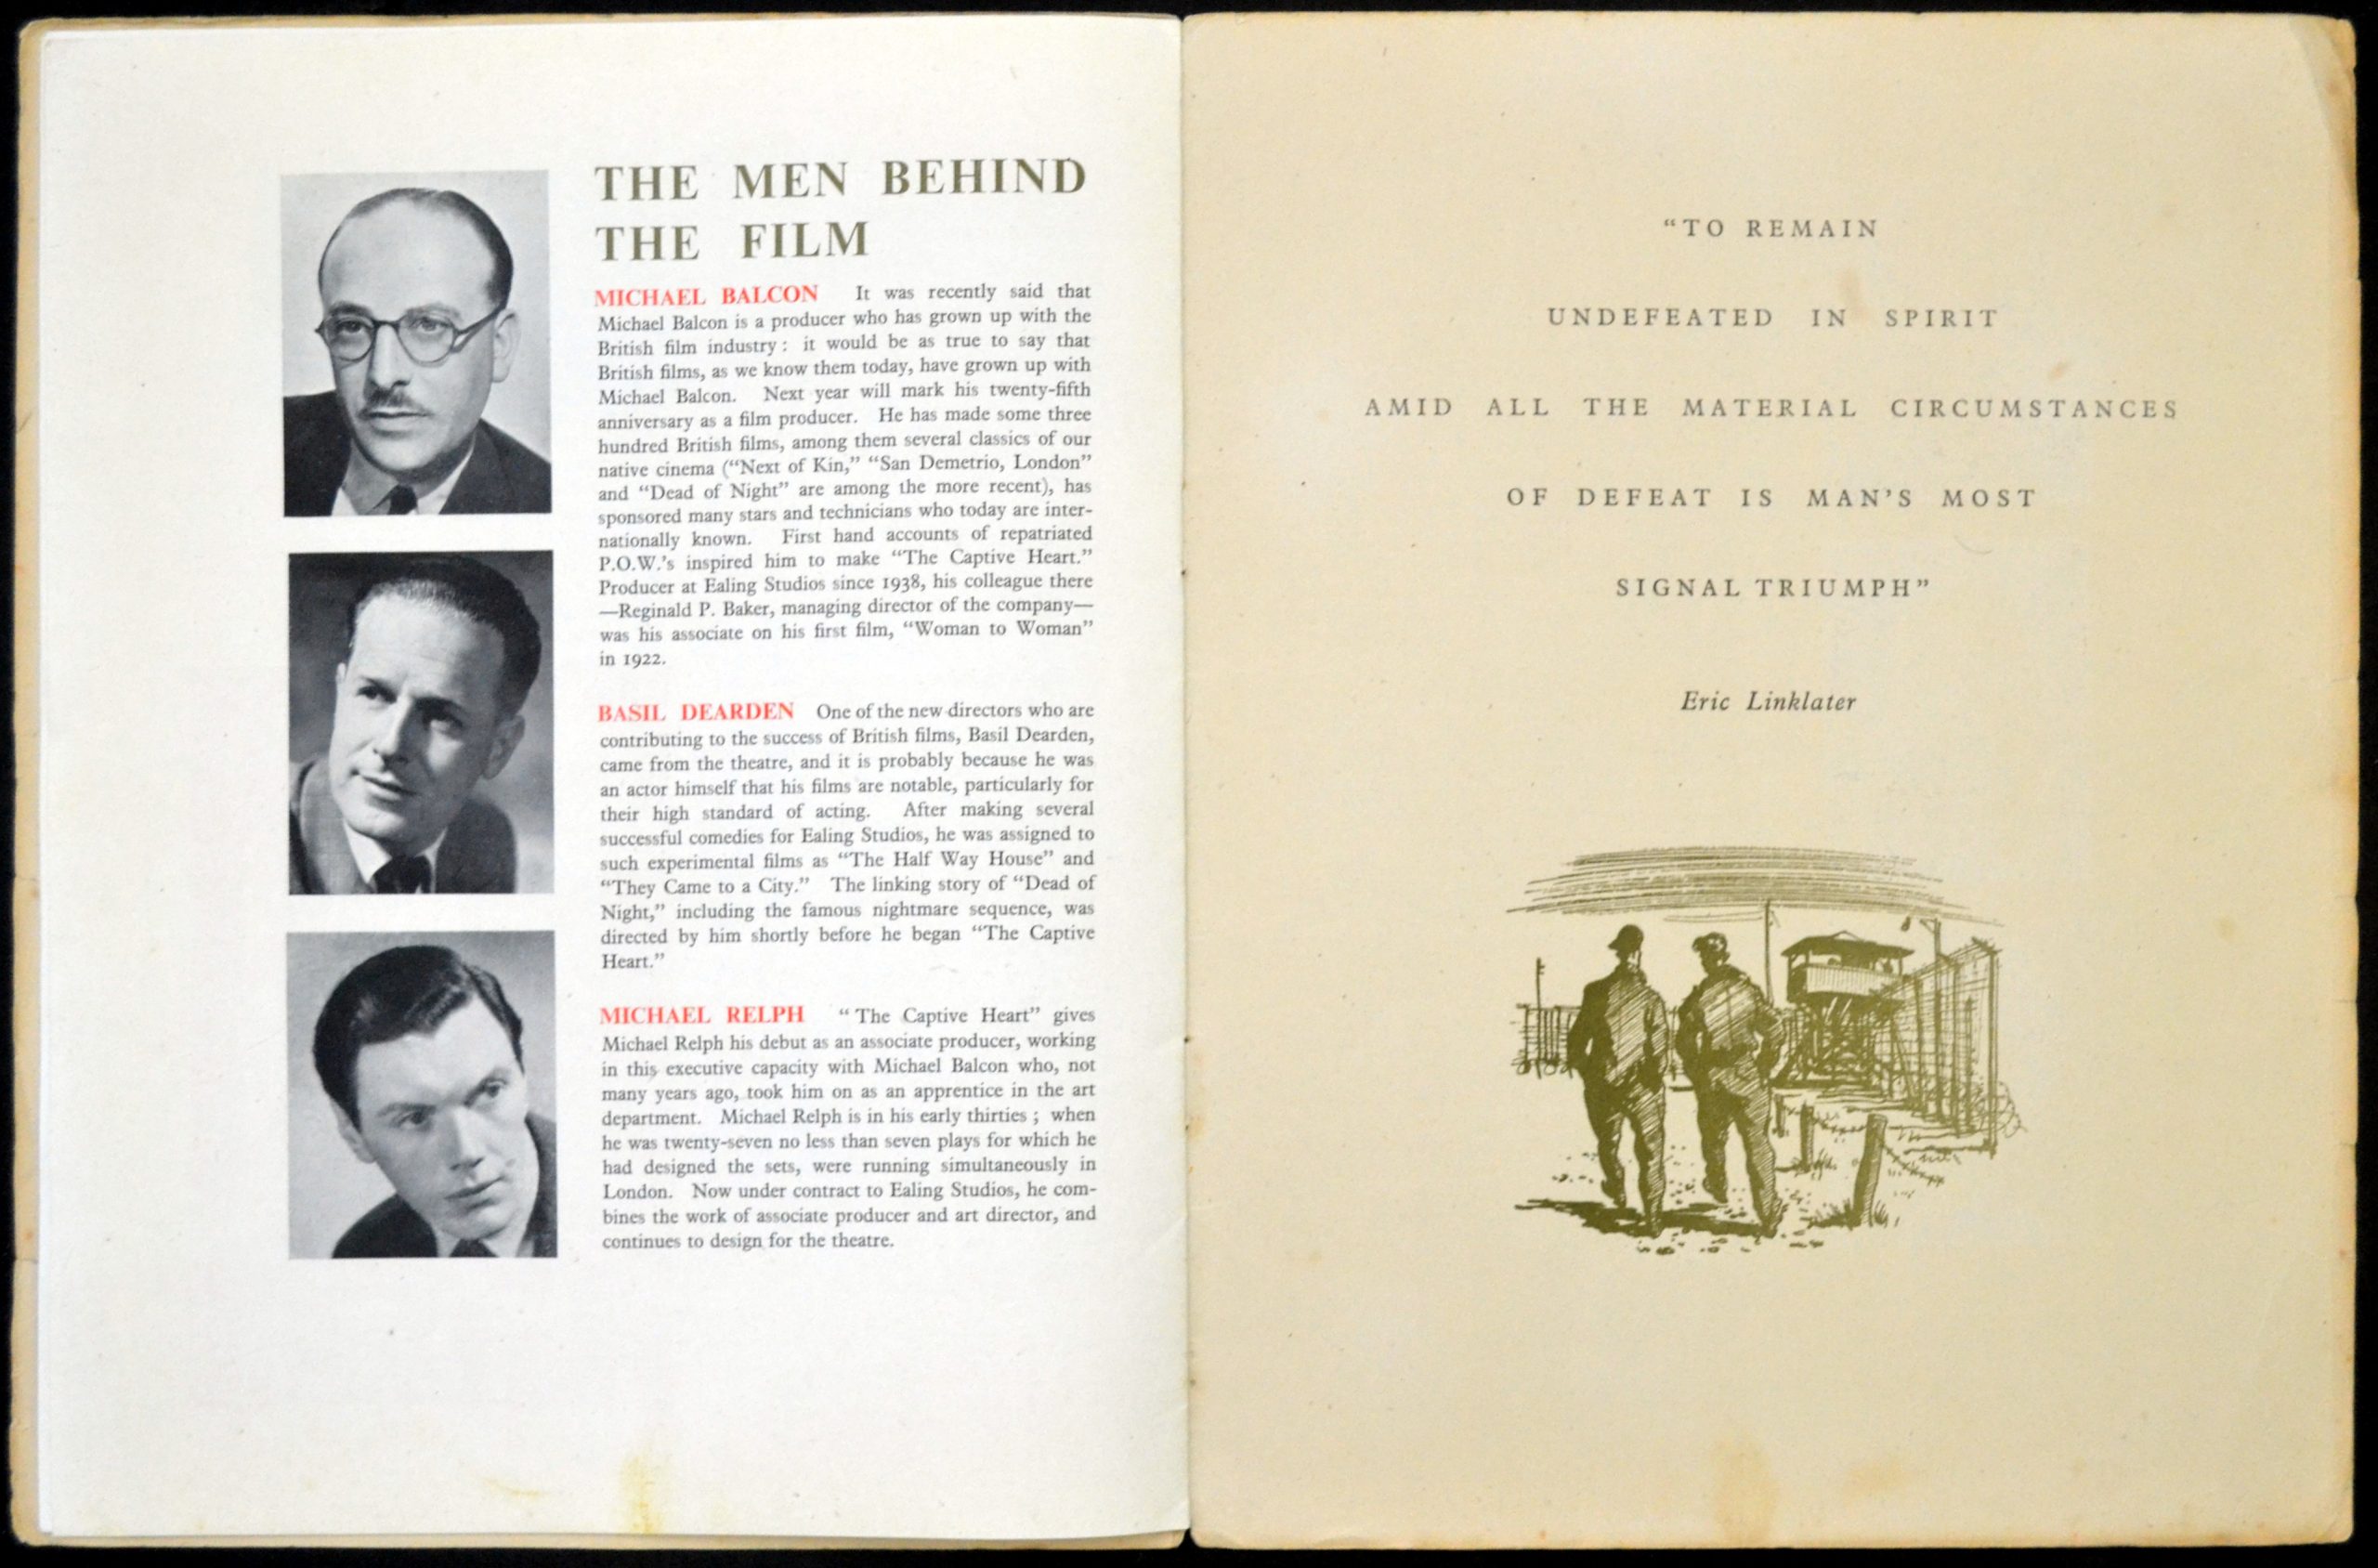 THE MEN BEHIND
THE FILM
MICHAEL BALCON It was recently said that
Michael Balcon is a producer who has grown up with the
British film industry : it would be as true to say that
British films, as we know them today, have grown up with
Michael Balcon. Next year will mark his twenty-fifth
anniversary as a film producer. He has made some three
hundred British films, among them several classics of our
native cinema (“Next of Kin,” “San Demetrio, London”
and “Dead of Night” are among the more recent), has
sponsored many stars and technicians who today are inter-
nationally known. First hand accounts of repatriated
P.O.W.’s inspired him to make “The Captive Heart.”
Producer at Ealing Studios since 1938, his colleague there
—Reginald P. Baker, managing director of the company—
was his associate on his first film, “Woman to Woman”
in 1922.
BASIL DEARDEN One of the new directors who are
contributing to the success of British films, Basil Dearden,
came from the theatre, and it is probably because he was
an actor himself that his films are notable, particularly for
their high standard of acting. After making several
successful comedies for Ealing Studios, he was assigned to
such experimental films as “The Half Way House” and
“They Came to a City.” The linking story of “Dead of
Night,” including the famous nightmare sequence, was
directed by him shortly before he began “The Captive
Heart.”
MICHAEL RELPH “ The Captive Heart” gives
Michael Relph his debut as an associate producer, working
in this executive capacity with Michael Balcon who, not
many years ago, took him on as an apprentice in the art
department. Michael Relph is in his early thirties ; when
he was twenty-seven no less than seven plays for which he
had designed the sets, were running simultaneously in
London. Now under contract to Ealing Studios, he com-
bines the work of associate producer and art director, and
continues to design for the theatre.
“TO REMAIN
UNDEFEATED IN SPIRIT
AMID ALL THE MATERIAL CIRCUMSTANCES
OF DEFEAT IS MAN’S MOST
SIGNAL TRIUMPH”
Eric Linklater